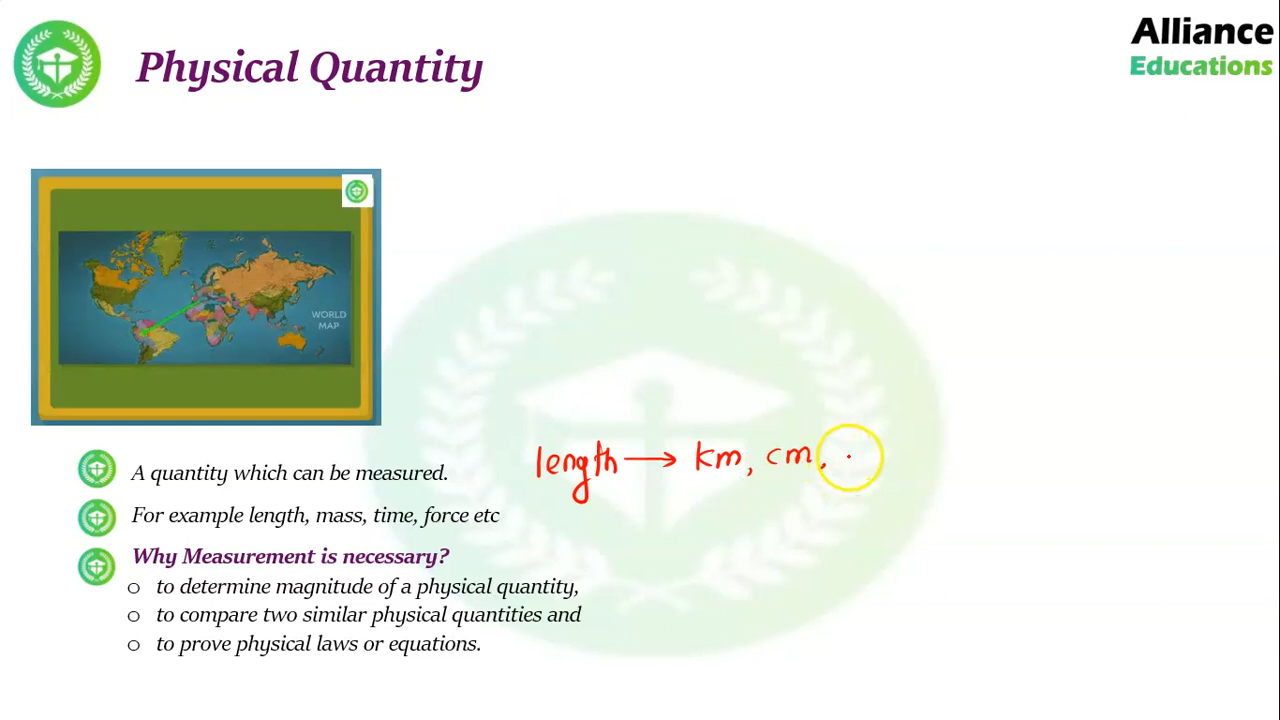 Physical Quantity
Alliance
Educations
WORLD
MAP
length → km, cm,
A quantity which can be measured.
For example length, mass, time, force etc
Why Measurement is necessary?
o to determine magnitude of a physical quantity,
o to compare two similar physical quantities and
o to prove physical laws or equations.